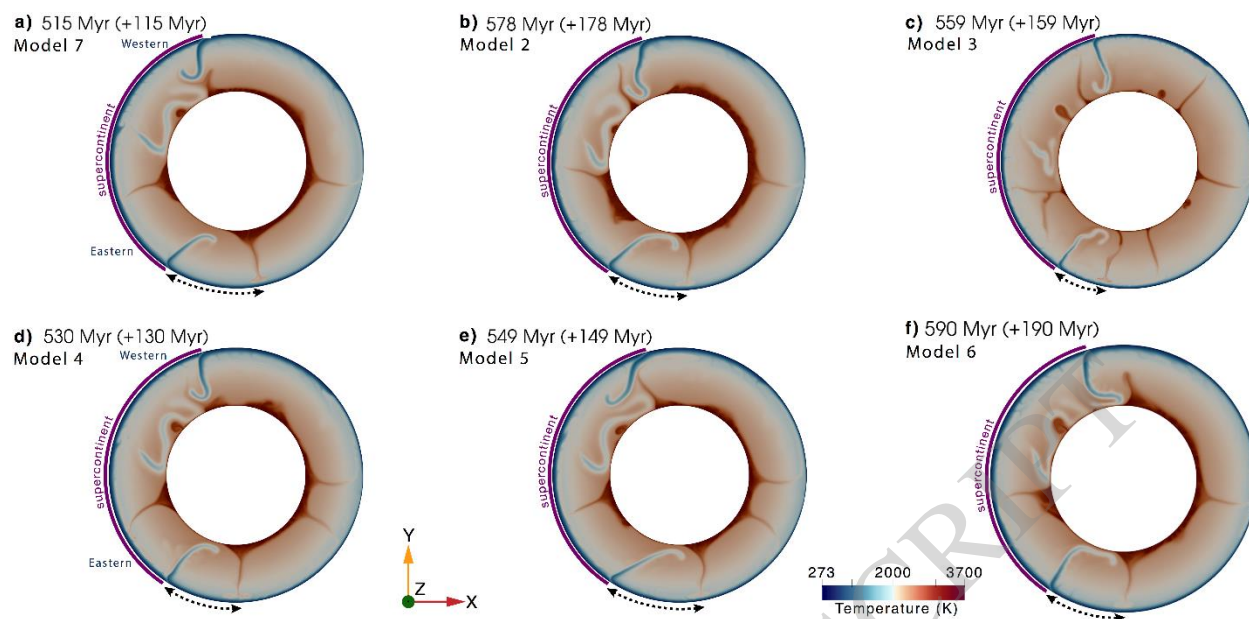 a) 515 Myr (+115 Myr)
Model 7
Western
supercontinent
Eastern
b) 578 Myr (+178 Myr)
Model 2
supercontinent
c) 559 Myr (+159 Myr)
Model 3
supercontinent
d) 530 Myr (+130 Myr)
Model 4
Western
supercontinent
Eastern
e) 549 Myr (+149 Myr)
Model 5
supercontinent
f) 590 Myr (+190 Myr)
Model 6
supercontinent
Y
Z
X
273 2000 3700
Temperature (K)
SCRIPT